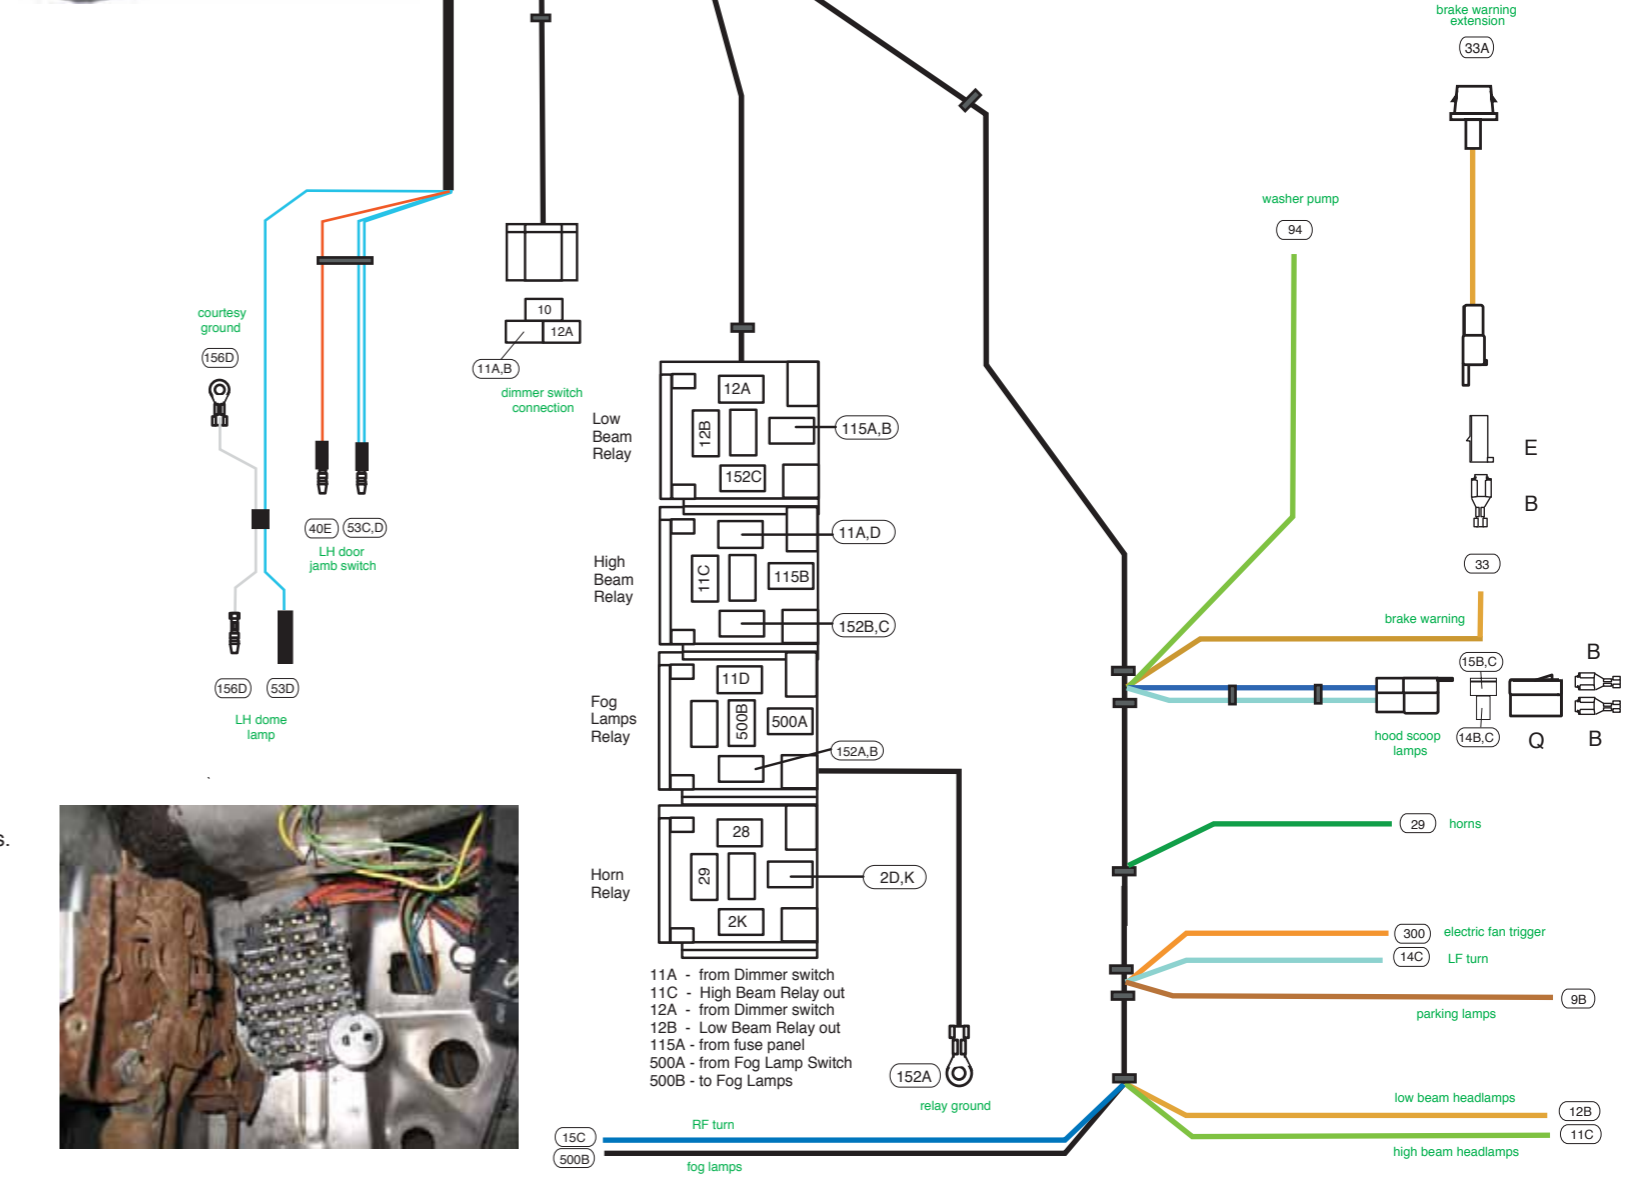 brake warning
extension
33A
washer pump
94
courtesy
ground
156D
10
12A
11A,B
dimmer switch
connection
Low
Beam
Relay
12A
12B
152C
115A,B
E
B
40E
53C,D
LH door
jamb switch
High
Beam
Relay
11C
115B
11A,D
152B,C
33
brake warning
156D
53D
LH dome
lamp
Fog
Lamps
Relay
11D
500B
500A
152A,B
15B,C
14B,C
hood scoop
lamps
Q
B
B
s.
Horn
Relay
28
29
2K
2D,K
29
horns
300
electric fan trigger
14C
LF turn
9B
parking lamps
11A - from Dimmer switch
11C - High Beam Relay out
12A - from Dimmer switch
12B - Low Beam Relay out
115A - from fuse panel
500A - from Fog Lamp Switch
500B - to Fog Lamps
152A
relay ground
low beam headlamps
12B
11C
high beam headlamps
RF turn
15C
500B
fog lamps